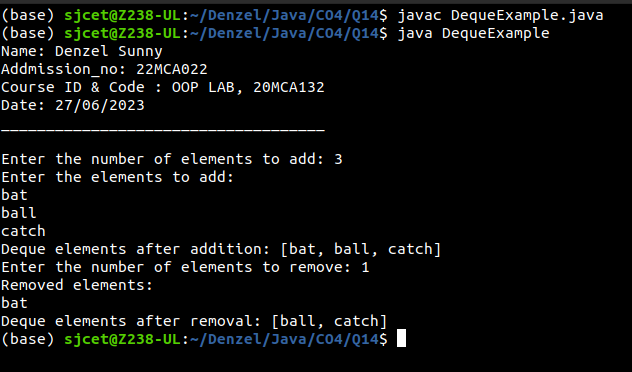 (base) sjcet@Z238-UL:~/Denzel/Java/CO4/Q14$ javac DequeExample.java
(base) sjcet@Z238-UL:~/Denzel/Java/CO4/Q14$ java DequeExample
Name: Denzel Sunny
Addmission_no: 22MCA022
Course ID & Code : OOP LAB, 20MCA132
Date: 27/06/2023
____________________________________
Enter the number of elements to add: 3
Enter the elements to add:
bat
ball
catch
Deque elements after addition: [bat, ball, catch]
Enter the number of elements to remove: 1
Removed elements:
bat
Deque elements after removal: [ball, catch]
(base) sjcet@Z238-UL:~/Denzel/Java/CO4/Q14$